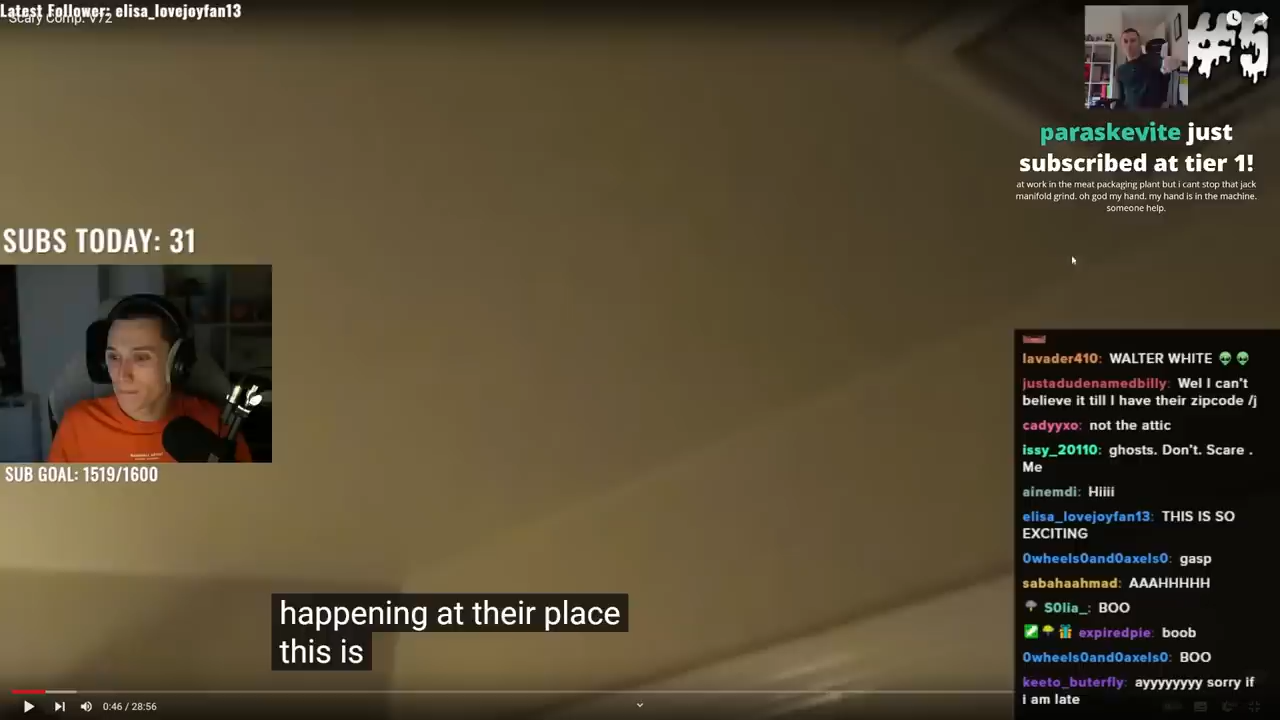 Latest Follower: elisa_lovejoyfan13
Scary Comp. V72
#5
paraskevite just
subscribed at tier 1!
at work in the meat packaging plant but i cant stop that jack
manifold grind. oh god my hand. my hand is in the machine.
someone help.
SUBS TODAY: 31
SUB GOAL: 1519/1600
lavader410: WALTER WHITE 👽 👽
justadudenamedbilly: Wel I can't
believe it till I have their zipcode /j
cadyyxo: not the attic
issy_20110: ghosts. Don't. Scare .
Me
ainemdi: Hiiii
elisa_lovejoyfan13: THIS IS SO
EXCITING
0wheels0and0axels0: gasp
sabahaahmad: AAAHHHHH
S0lia_: BOO
expiredpie: boob
0wheels0and0axels0: BOO
keeto_buterfly: ayyyyyyyy sorry if
i am late
happening at their place
this is
0:46 / 28:56